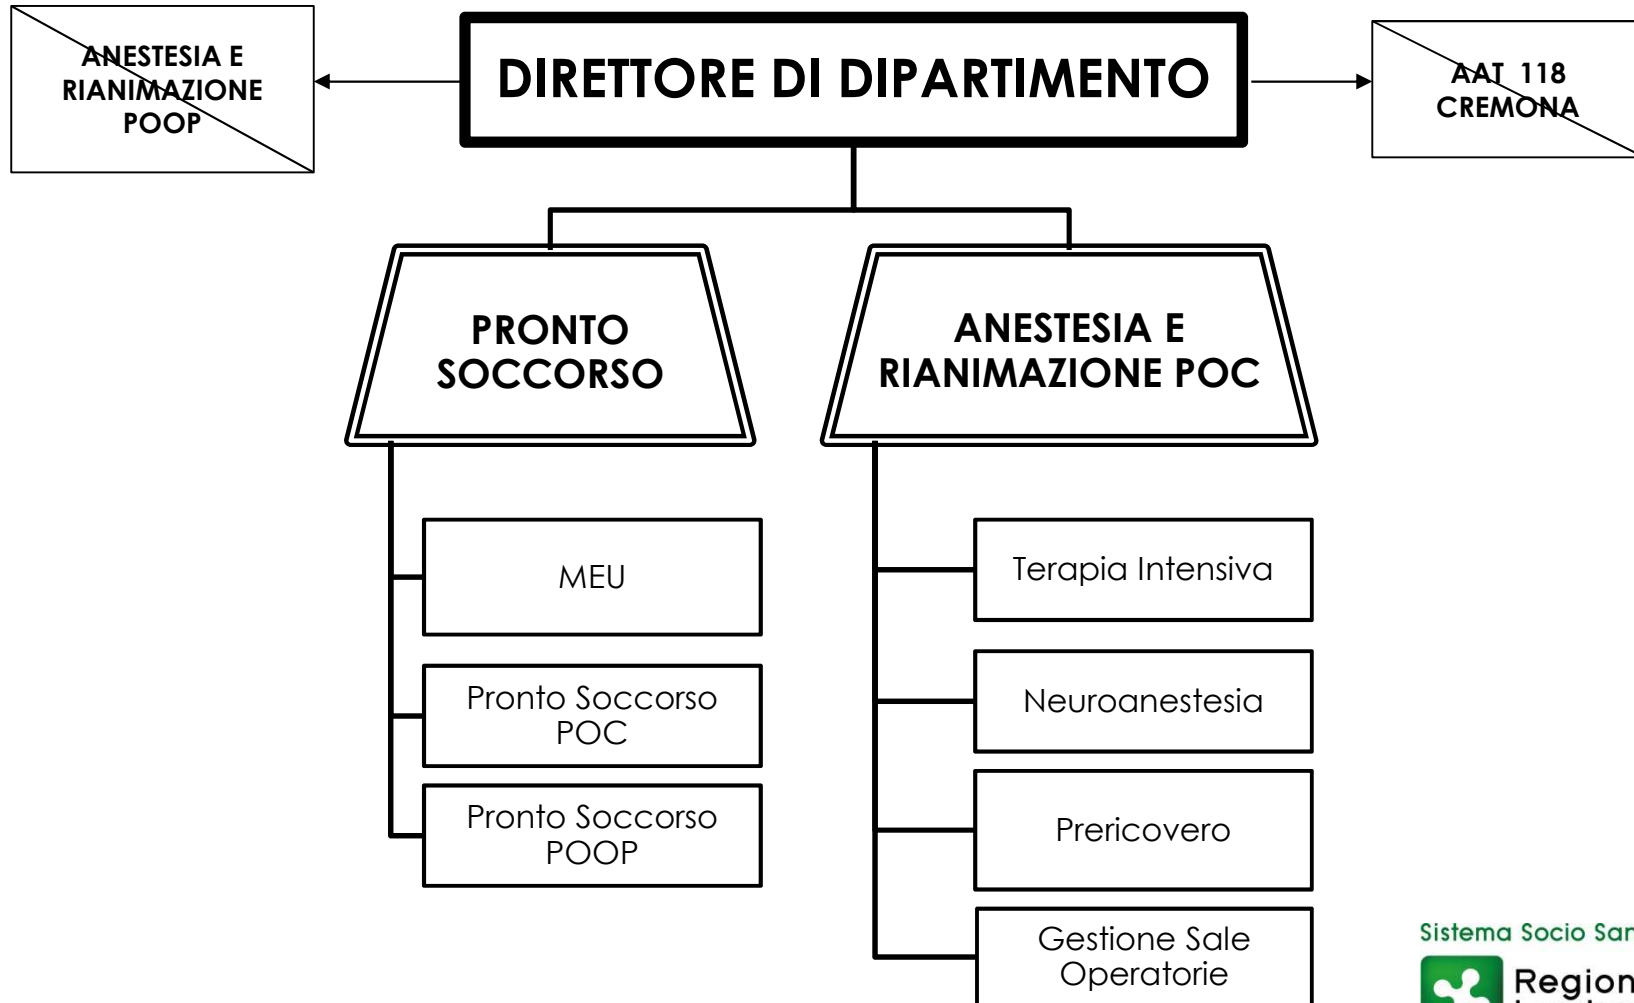 ANESTESIA E
RIANIMAZIONE
POOP
DIRETTORE DI DIPARTIMENTO
AAT 118
CREMONA
PRONTO
SOCCORSO
ANESTESIA E
RIANIMAZIONE POC
MEU
Pronto Soccorso
POC
Pronto Soccorso
POOP
Terapia Intensiva
Neuroanestesia
Prericovero
Gestione Sale
Operatorie
Sistema Socio San
Region